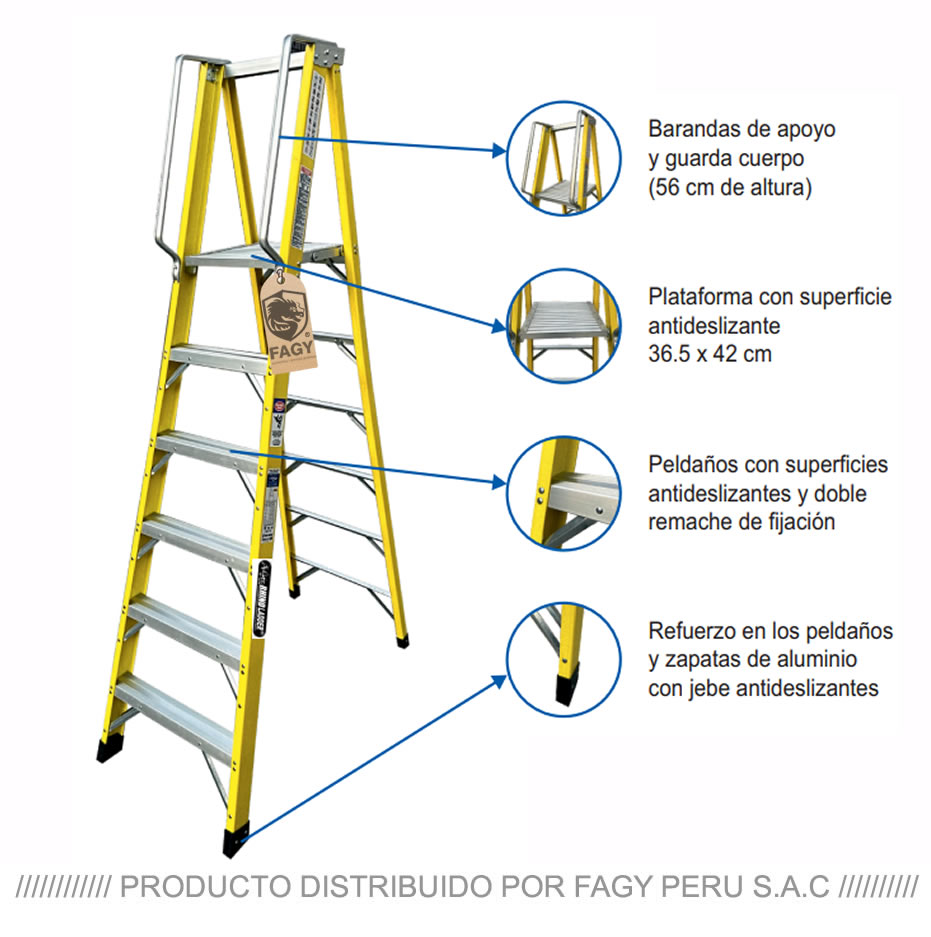 Barandas de apoyo
y guarda cuerpo
(56 cm de altura)
Plataforma con superficie
antideslizante
36.5 x 42 cm
FAGY
®
Peldaños con superficies
antideslizantes y doble
remache de fijación
RHINO LADDER
Refuerzo en los peldaños
y zapatas de aluminio
con jebe antideslizantes
//////////// PRODUCTO DISTRIBUIDO POR FAGY PERU S.A.C //////////